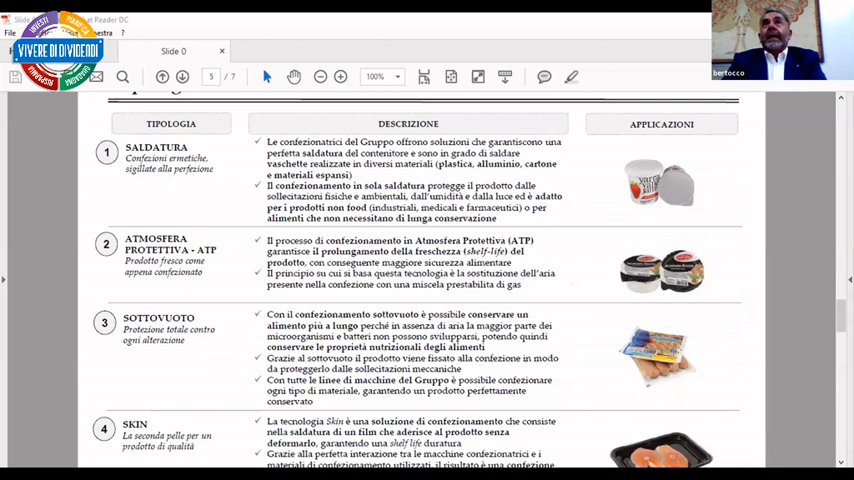 at Reader DC
File
estra ?
INVESTI
PIANIFICA
VIVERE DI DIVIDENDI
RISPARMIA
GUADAGNA
Slide 0
5 / 7
100%
bertocco
TIPOLOGIA
DESCRIZIONE
APPLICAZIONI
1
SALDATURA
Confezioni ermetiche,
sigillate alla perfezione
Le confezionatrici del Gruppo offrono soluzioni che garantiscono una
perfetta saldatura del contenitore e sono in grado di saldare
vaschette realizzate in diversi materiali (plastica, alluminio, cartone
e materiali espansi)
Il confezionamento in sola saldatura protegge il prodotto dalle
sollecitazioni fisiche e ambientali, dall'umidità e dalla luce ed è adatto
per i prodotti non food (industriali, medicali e farmaceutici) o per
alimenti che non necessitano di lunga conservazione
2
ATMOSFERA
PROTETTIVA - ATP
Prodotto fresco come
appena confezionato
Il processo di confezionamento in Atmosfera Protettiva (ATP)
garantisce il prolungamento della freschezza (shelf-life) del
prodotto, con conseguente maggiore sicurezza alimentare
Il principio su cui si basa questa tecnologia è la sostituzione dell'aria
presente nella confezione con una miscela prestabilita di gas
3
SOTTOVUOTO
Protezione totale contro
ogni alterazione
Con il confezionamento sottovuoto è possibile conservare un
alimento più a lungo perché in assenza di aria la maggior parte dei
microorganismi e batteri non possono svilupparsi, potendo quindi
conservare le proprietà nutrizionali degli alimenti
Grazie al sottovuoto il prodotto viene fissato alla confezione in modo
da proteggerlo dalle sollecitazioni meccaniche
Con tutte le linee di macchine del Gruppo è possibile confezionare
ogni tipo di materiale, garantendo un prodotto perfettamente
conservato
4
SKIN
La seconda pelle per un
prodotto di qualità
La tecnologia Skin è una soluzione di confezionamento che consiste
nella saldatura di un film che aderisce al prodotto senza
deformarlo, garantendo una shelf life duratura
Grazie alla perfetta interazione tra le macchine confezionatrici e i
materiali di confezionamento utilizzati, il risultato è una confezione